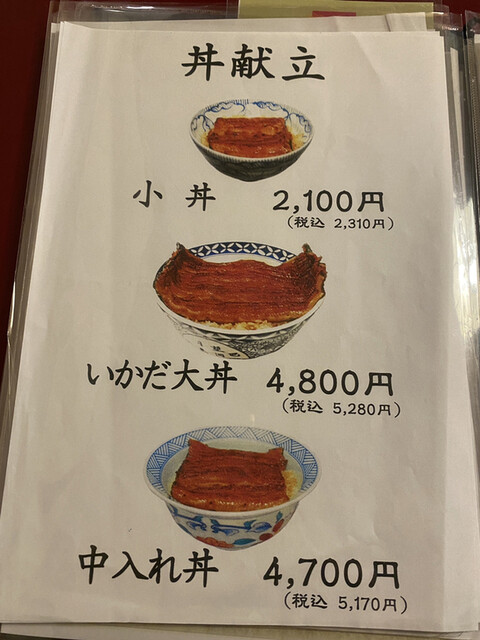 丼献立
小丼 2,100円
(税込 2,310円)
いかだ大丼 4,800円
(税込 5,280円)
中入れ丼 4,700円
(税込 5,170円)